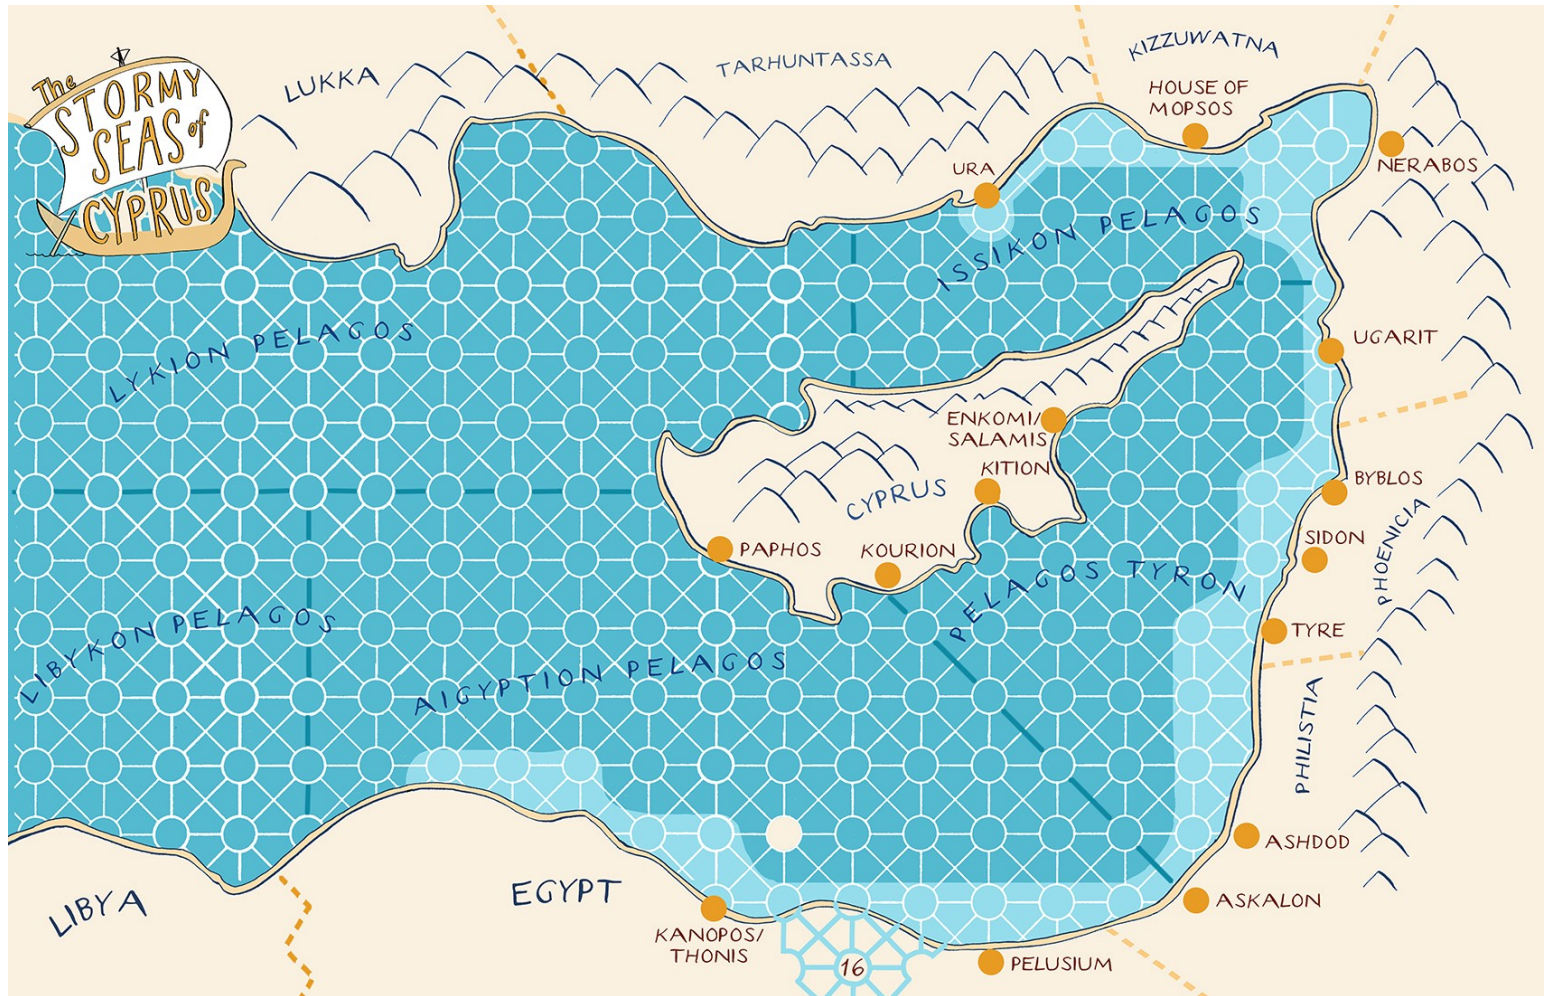 The
STORMY
SEAS of
CYPRUS
LUKKA
TARHUNTASSA
KIZZUWATNA
HOUSE OF
MOPSOS
URA
NERABOS
ISSIKON PELAGOS
LYKION PELAGOS
UGARIT
ENKOMI/
SALAMIS
KITION
CYPRUS
BYBLOS
PAPHOS
KOURION
SIDON
PHOENICIA
PELAGOS TYRON
LIBYKON PELAGOS
TYRE
AIGYPTION PELAGOS
PHILISTIA
ASHDOD
LIBYA
EGYPT
ASKALON
KANOPOS/
THONIS
16
PELUSIUM